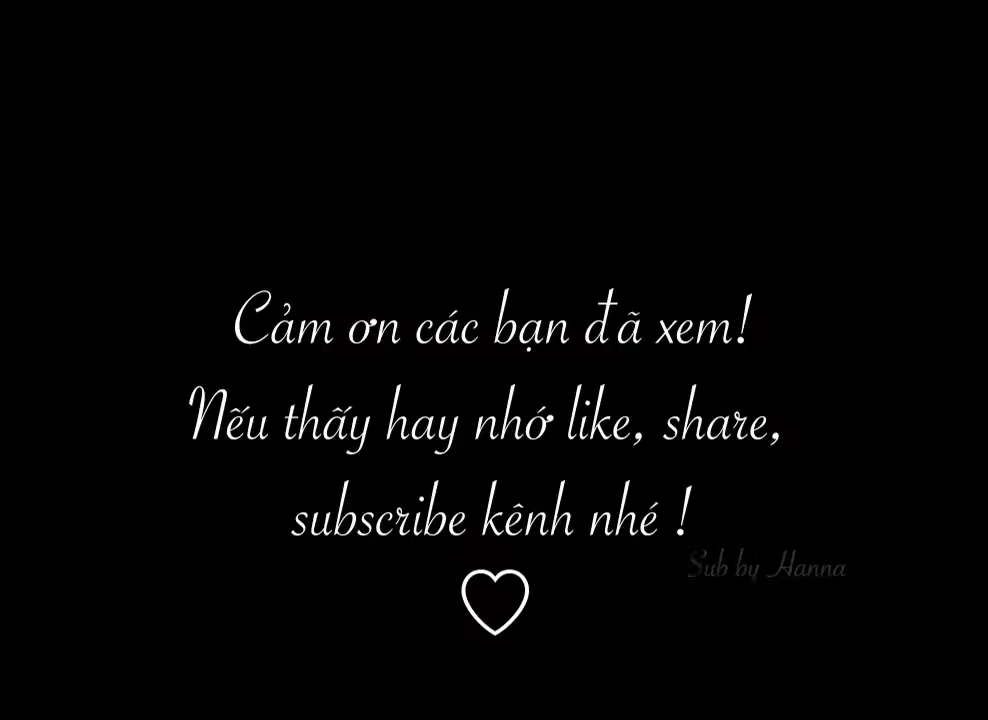 Cảm ơn các bạn đã xem!
Nếu thấy hay nhớ like, share,
subscribe kênh nhé !
Sub by Hanna